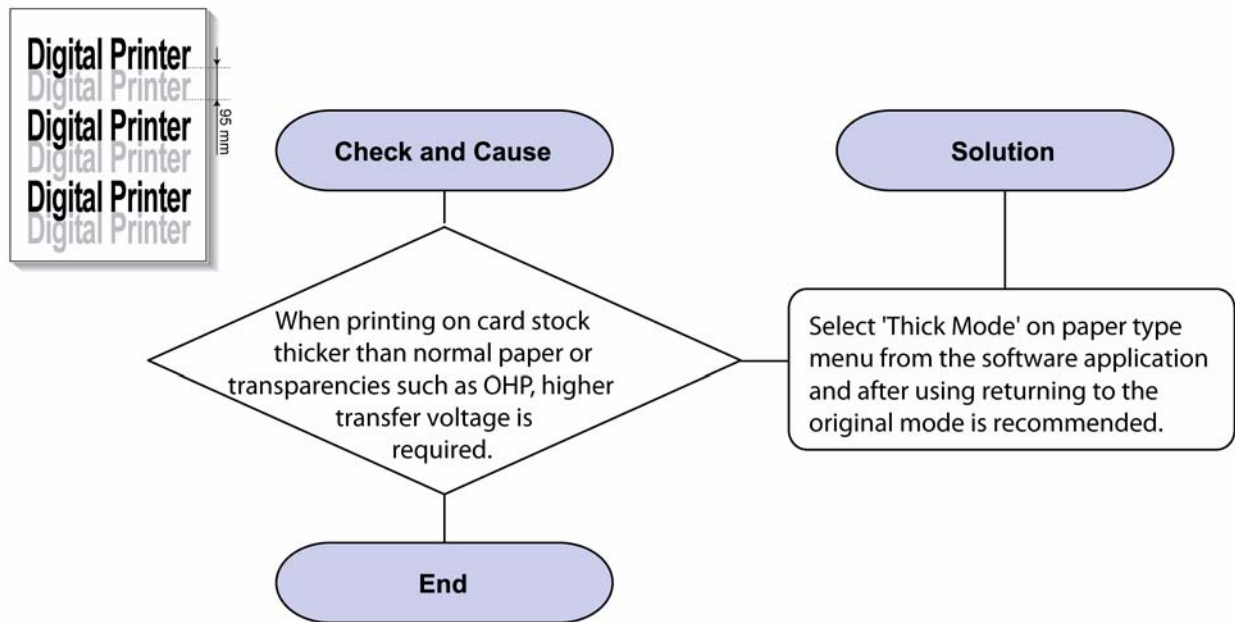 Digital Printer
Digital Printer
Digital Printer
Digital Printer
Digital Printer
Digital Printer
95 mm
Check and Cause
When printing on card stock
thicker than normal paper or
transparencies such as OHP, higher
transfer voltage is
required.
End
Solution
Select 'Thick Mode' on paper type
menu from the software application
and after using returning to the
original mode is recommended.